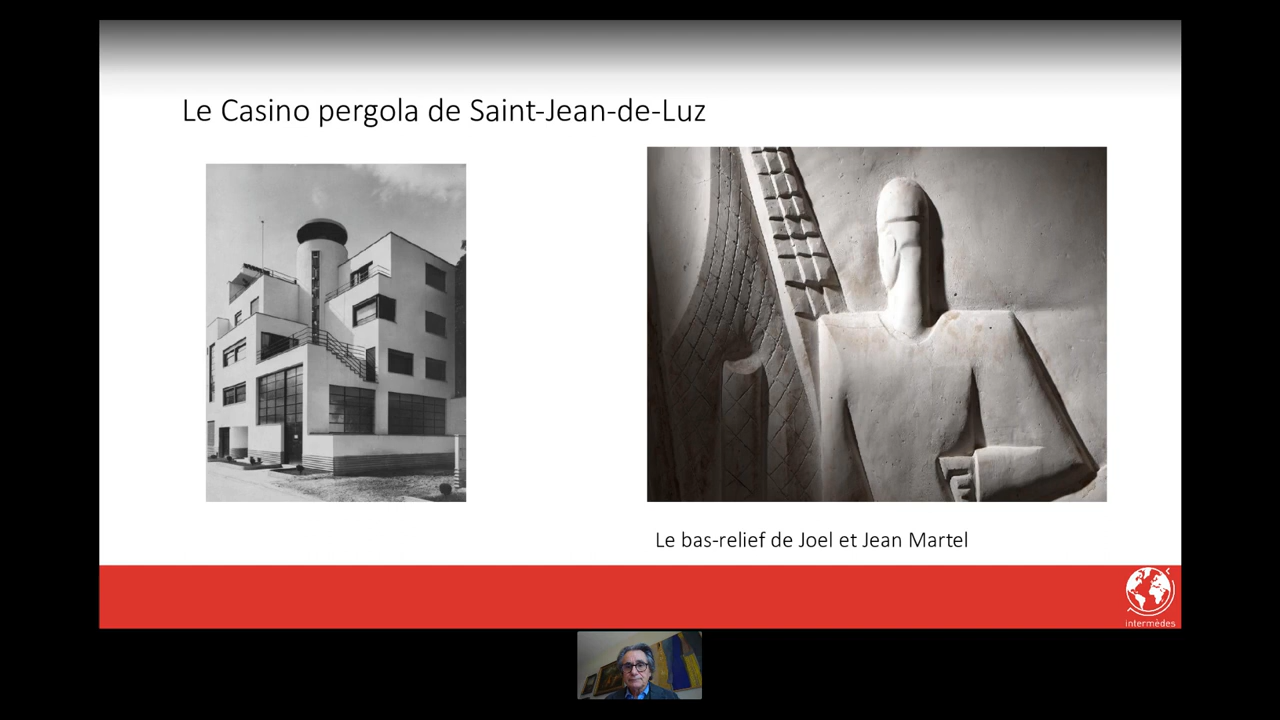 Le Casino pergola de Saint-Jean-de-Luz
Le bas-relief de Joel et Jean Martel
intermèdes